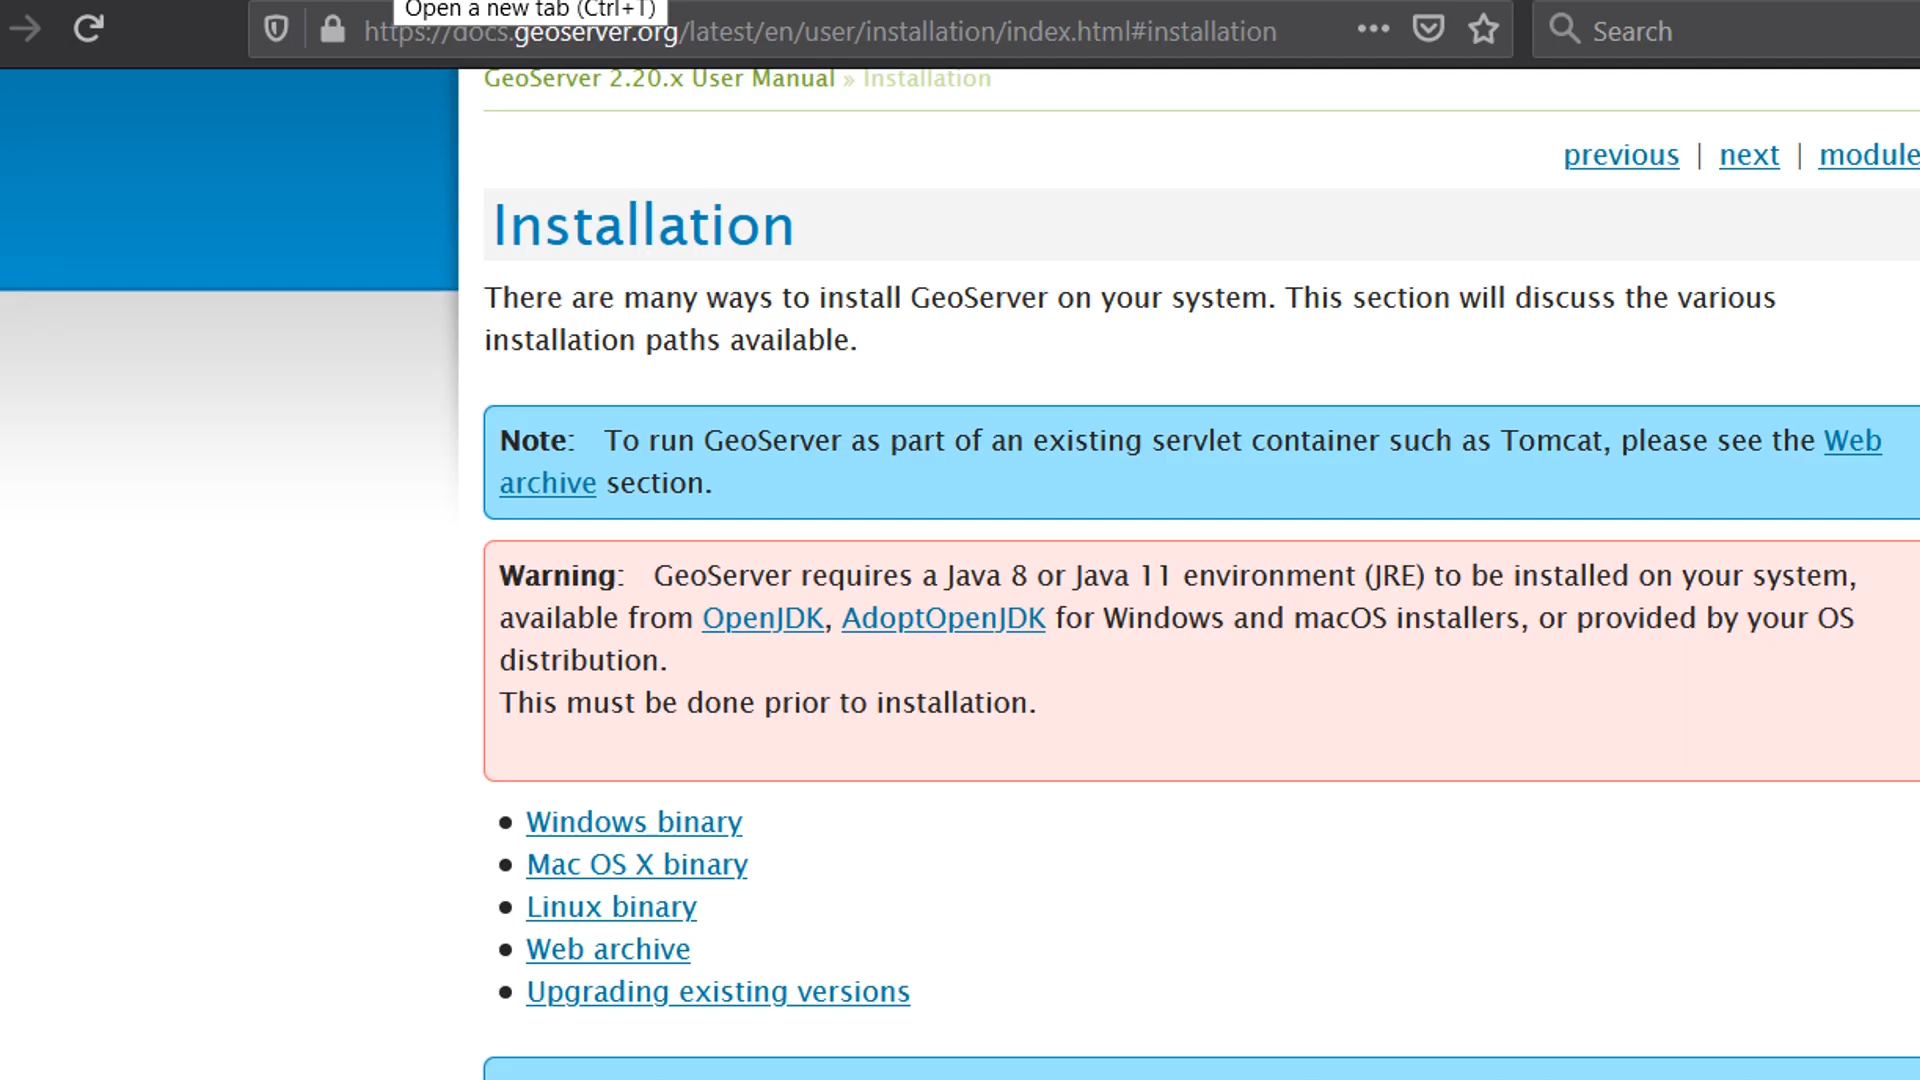 Open a new tab (Ctrl+T)
https://docs.geoserver.org/latest/en/user/installation/index.html#installation
Search
GeoServer 2.20.x User Manual » Installation
previous | next | module
Installation
There are many ways to install GeoServer on your system. This section will discuss the various
installation paths available.
Note: To run GeoServer as part of an existing servlet container such as Tomcat, please see the Web
archive section.
Warning: GeoServer requires a Java 8 or Java 11 environment (JRE) to be installed on your system,
available from OpenJDK, AdoptOpenJDK for Windows and macOS installers, or provided by your OS
distribution.
This must be done prior to installation.
• Windows binary
• Mac OS X binary
• Linux binary
• Web archive
• Upgrading existing versions